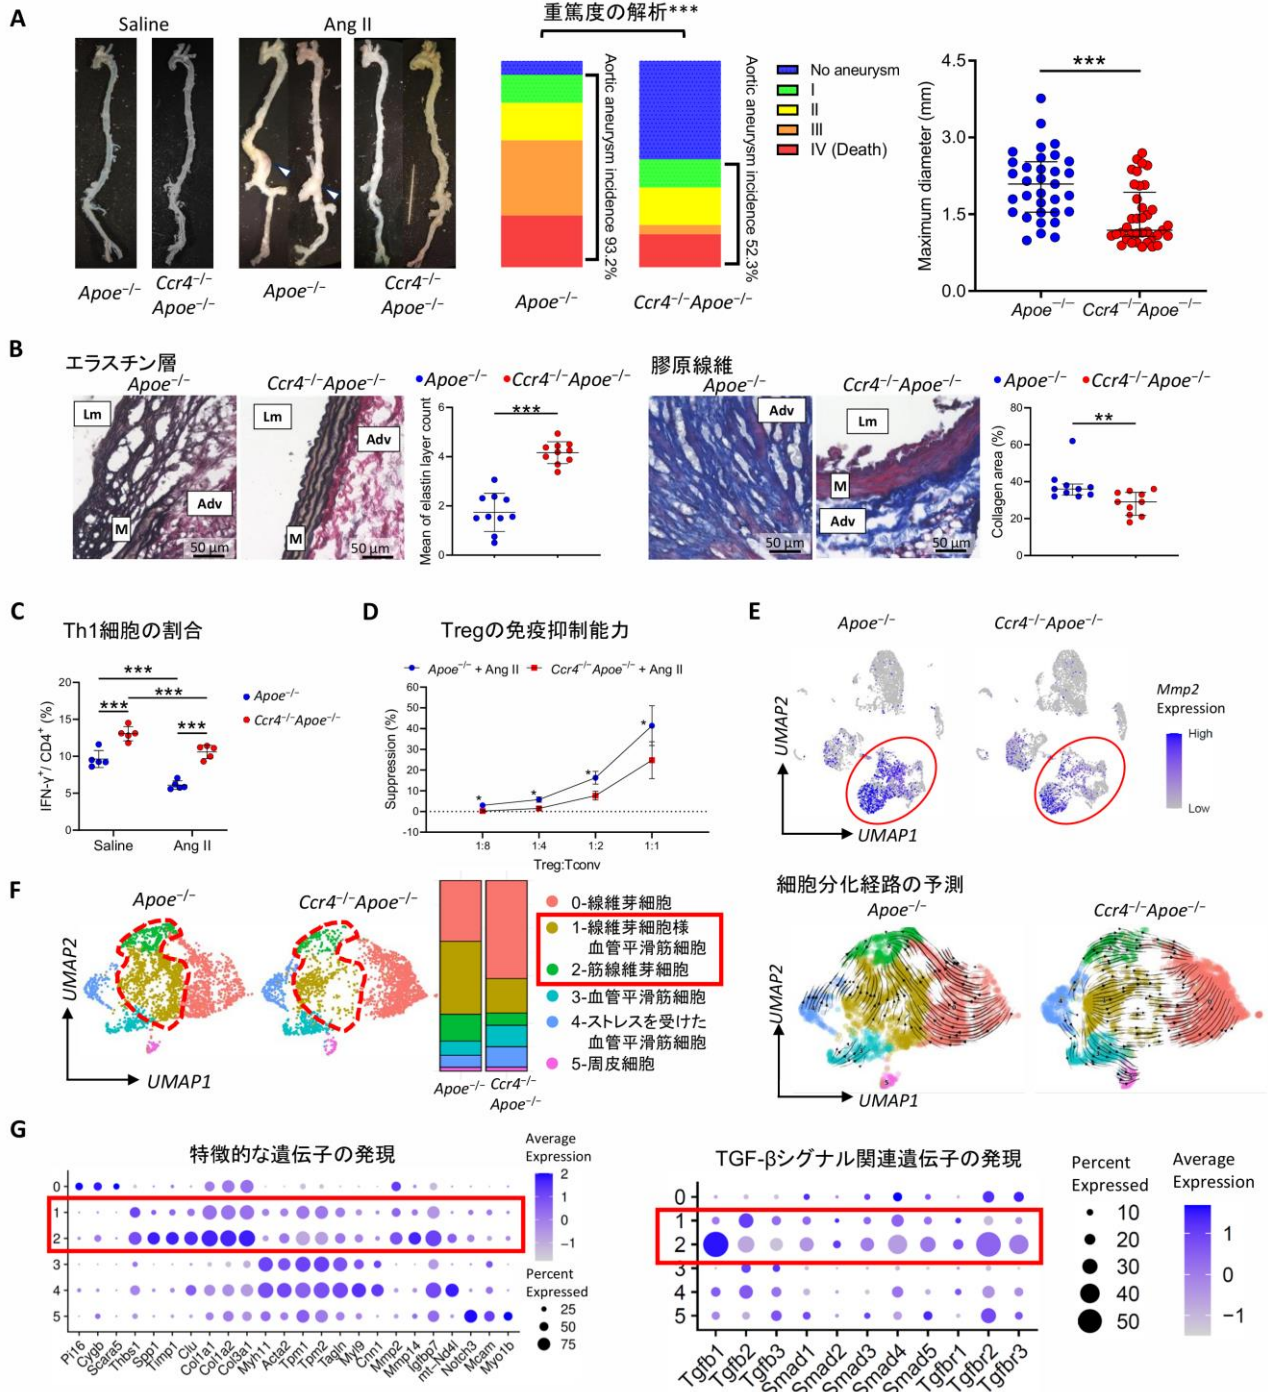 A
Saline
Ang II
Apoe−/−
Ccr4−/−
Apoe−/−
Apoe−/−
Ccr4−/−
Apoe−/−
重篤度の解析***
Aortic aneurysm incidence 93.2%
Aortic aneurysm incidence 52.3%
Apoe−/−
Ccr4−/−Apoe−/−
No aneurysm
I
II
III
IV (Death)
Maximum diameter (mm)
4.5
3.0
1.5
0.0
***
Apoe−/−
Ccr4−/−Apoe−/−
B
エラスチン層
Apoe−/−
Ccr4−/−Apoe−/−
Lm
M
Adv
50 μm
Lm
Adv
M
50 μm
Apoe−/−
Ccr4−/−Apoe−/−
Mean of elastin layer count
6
4
2
0
***
膠原線維
Apoe−/−
Ccr4−/−Apoe−/−
Adv
M
50 μm
Lm
M
Adv
50 μm
Apoe−/−
Ccr4−/−Apoe−/−
Collagen area (%)
80
60
40
20
0
**
C
Th1細胞の割合
IFN-γ+/ CD4+ (%)
20
15
10
5
0
***
***
***
***
Saline
Ang II
Apoe−/−
Ccr4−/−Apoe−/−
D
Tregの免疫抑制能力
Apoe−/− + Ang II
Ccr4−/−Apoe−/− + Ang II
Suppression (%)
60
50
40
30
20
10
0
-10
*
*
*
*
1:8
1:4
1:2
1:1
Treg:Tconv
E
Apoe−/−
Ccr4−/−Apoe−/−
UMAP2
UMAP1
Mmp2
Expression
High
Low
F
Apoe−/−
Ccr4−/−Apoe−/−
UMAP2
UMAP1
Apoe−/−
Ccr4−/−
Apoe−/−
0-線維芽細胞
1-線維芽細胞様
血管平滑筋細胞
2-筋線維芽細胞
3-血管平滑筋細胞
4-ストレスを受けた
血管平滑筋細胞
5-周皮細胞
細胞分化経路の予測
Apoe−/−
Ccr4−/−Apoe−/−
UMAP2
UMAP1
G
特徴的な遺伝子の発現
0
1
2
3
4
5
Pi16
Cygb
Scara5
Thbs1
Spp1
Timp1
Clu
Col1a1
Col1a2
Col3a1
Myh11
Acta2
Tpm1
Tpm2
Tagln
Myl9
Cnn1
Mmp2
Mmp14
Igfbp7
mt-Nd4l
Notch3
Mcam
Myo1b
Average
Expression
2
1
0
−1
Percent
Expressed
25
50
75
TGF-βシグナル関連遺伝子の発現
0
1
2
3
4
5
Tgfb1
Tgfb2
Tgfb3
Smad1
Smad2
Smad3
Smad4
Smad5
Tgfbr1
Tgfbr2
Tgfbr3
Percent
Expressed
10
20
30
40
50
Average
Expression
1
0
−1